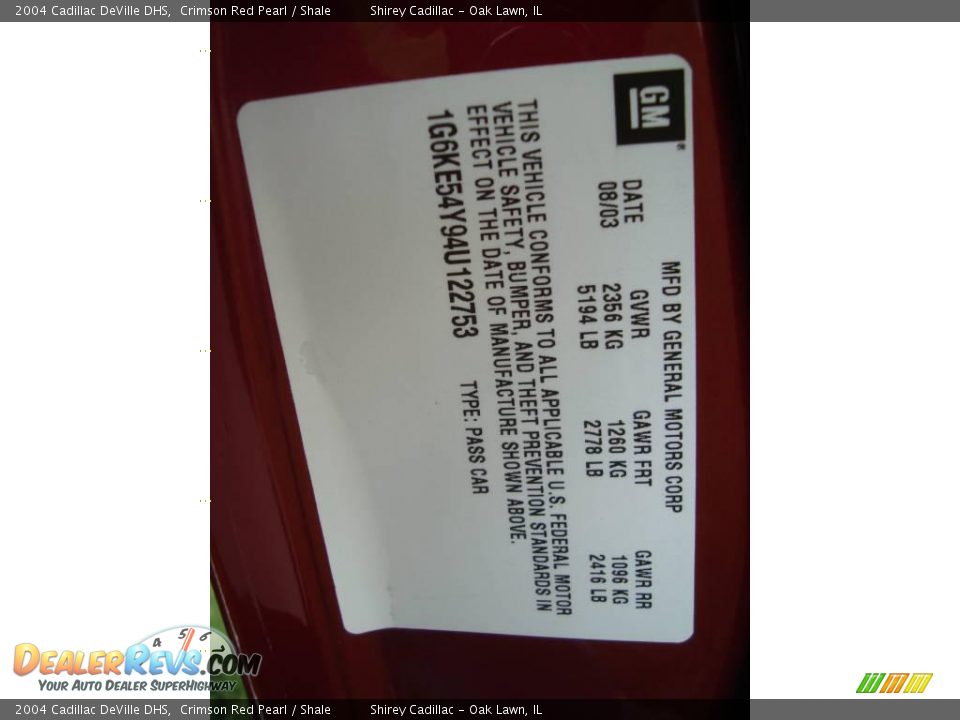 2004 Cadillac DeVille DHS, Crimson Red Pearl / Shale Shirey Cadillac - Oak Lawn, IL
GM
MFD BY GENERAL MOTORS CORP
DATE GVWR GAWR FRT GAWR RR
08/03 2356 KG 1260 KG 1096 KG
5194 LB 2778 LB 2416 LB
THIS VEHICLE CONFORMS TO ALL APPLICABLE U.S. FEDERAL MOTOR
VEHICLE SAFETY, BUMPER, AND THEFT PREVENTION STANDARDS IN
EFFECT ON THE DATE OF MANUFACTURE SHOWN ABOVE.
1G6KE54Y94U122753 TYPE: PASS CAR
4 5 6
DEALERREVS.COM
YOUR AUTO DEALER SUPERHIGHWAY
2004 Cadillac DeVille DHS, Crimson Red Pearl / Shale Shirey Cadillac - Oak Lawn, IL